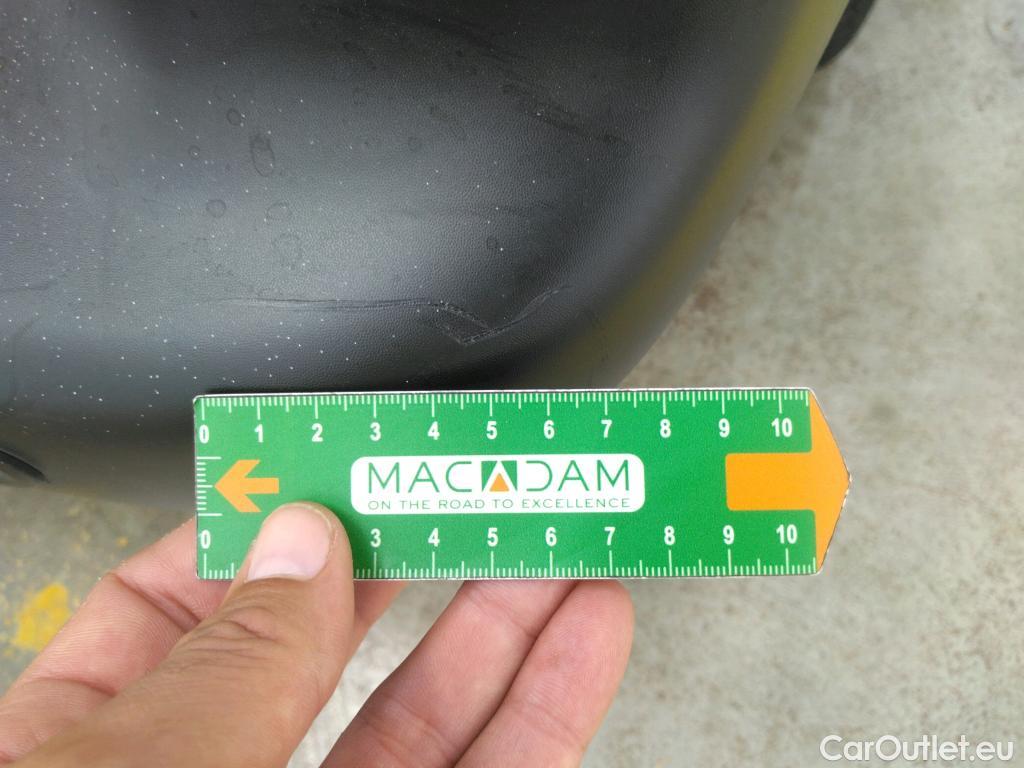 0 1 2 3 4 5 6 7 8 9 10
MACADAM
ON THE ROAD TO EXCELLENCE
0 3 4 5 6 7 8 9 10
CarOutlet.eu